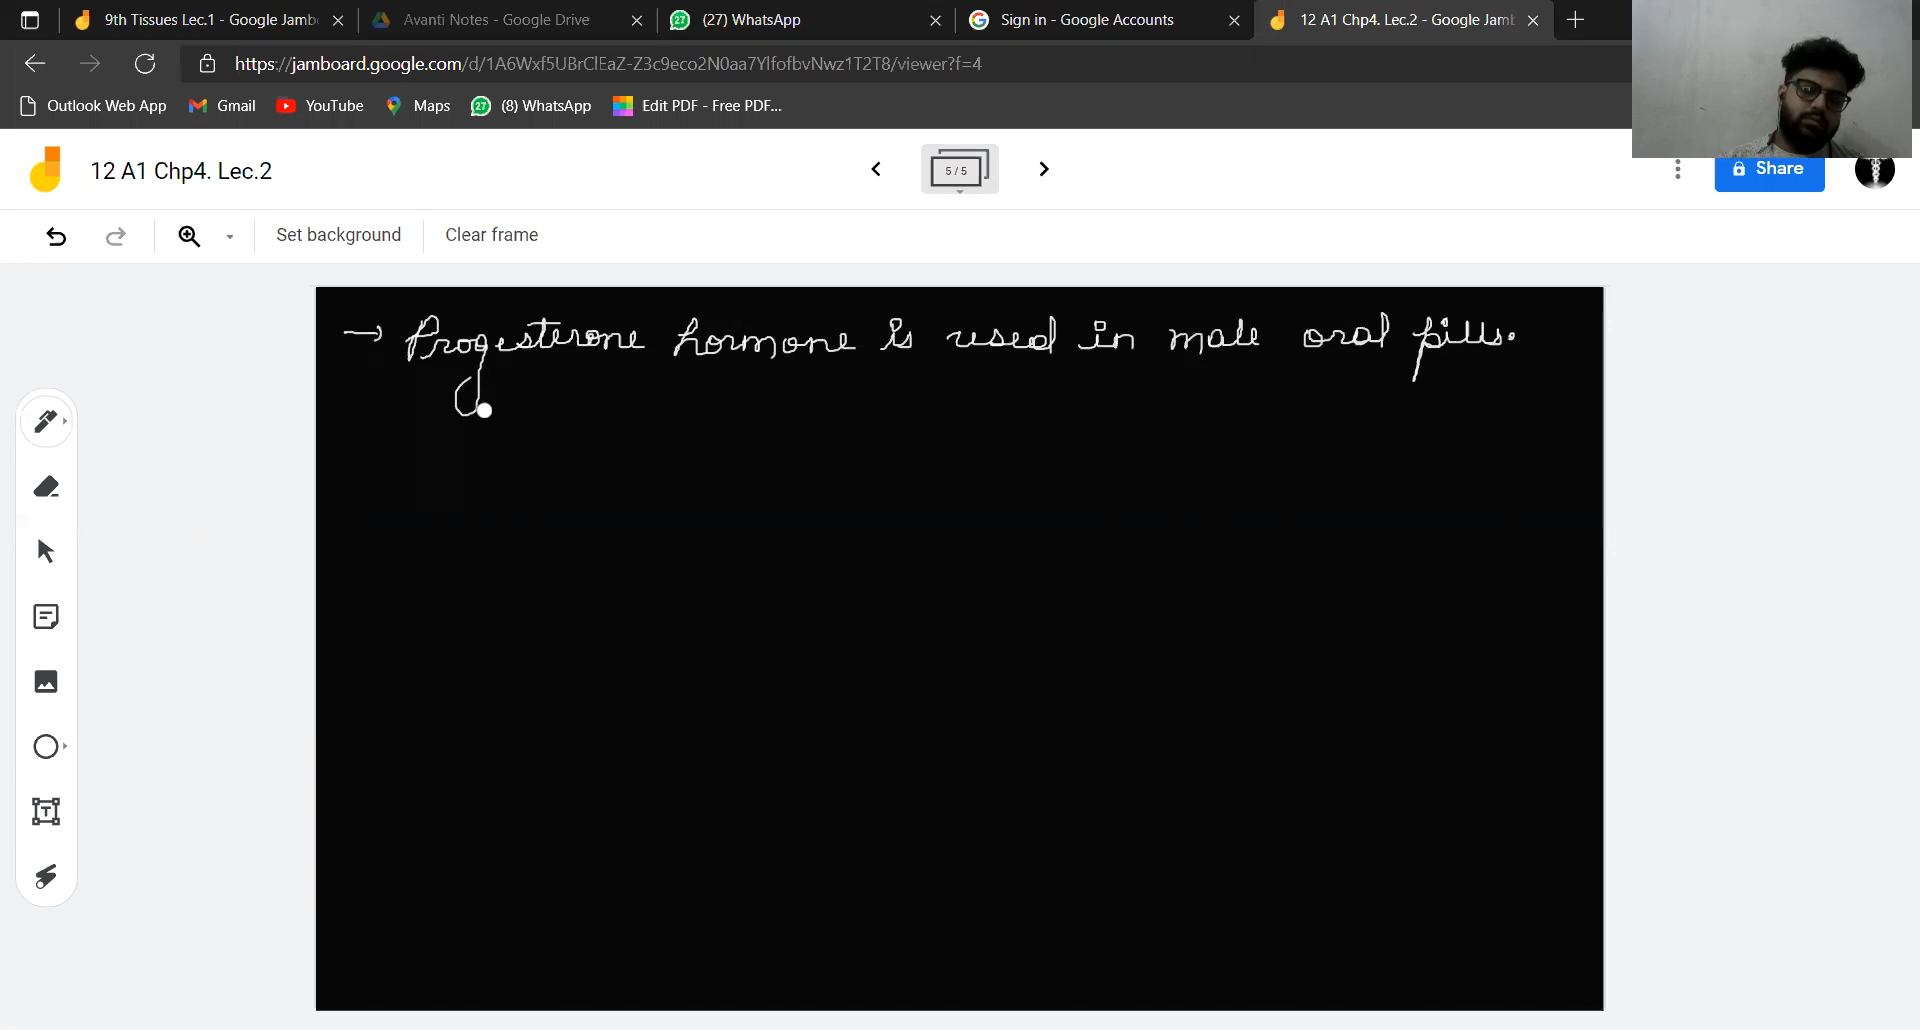 9th Tissues Lec.1 - Google Jamb
Avanti Notes - Google Drive
(27) WhatsApp
Sign in - Google Accounts
12 A1 Chp4. Lec.2 - Google Jamb
https://jamboard.google.com/d/1A6Wxf5UBrClEaZ-Z3c9eco2N0aa7YlfofbvNwz1T2T8/viewer?f=4
Outlook Web App
Gmail
YouTube
Maps
27
(8) WhatsApp
Edit PDF - Free PDF...
12 A1 Chp4. Lec.2
5 / 5
Share
Set background
Clear frame
→ Progesterone hormone is used in male oral pills.